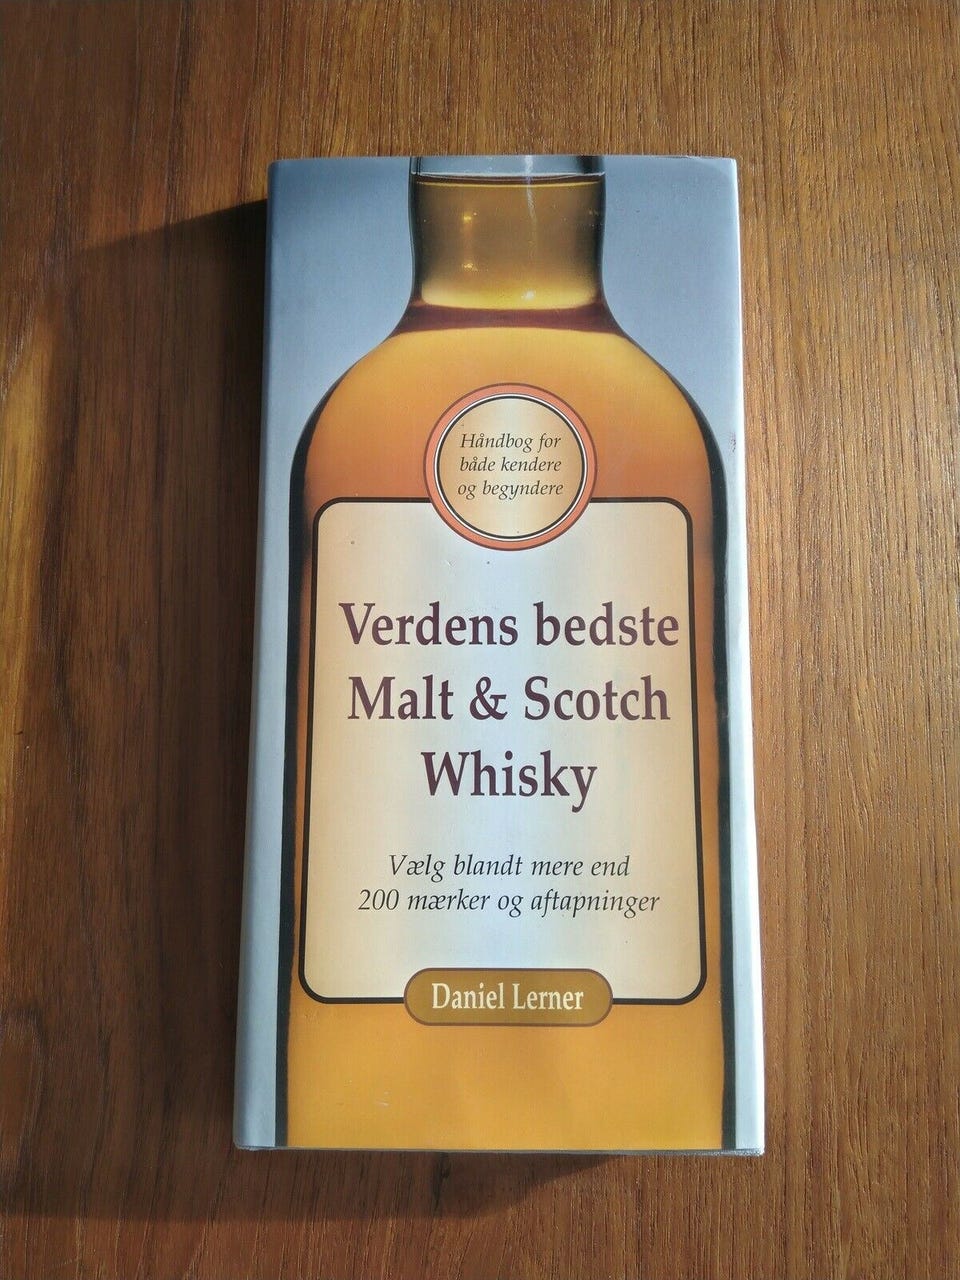 Håndbog for
både kendere
og begyndere
Verdens bedste
Malt & Scotch
Whisky
Vælg blandt mere end
200 mærker og aftapninger
Daniel Lerner